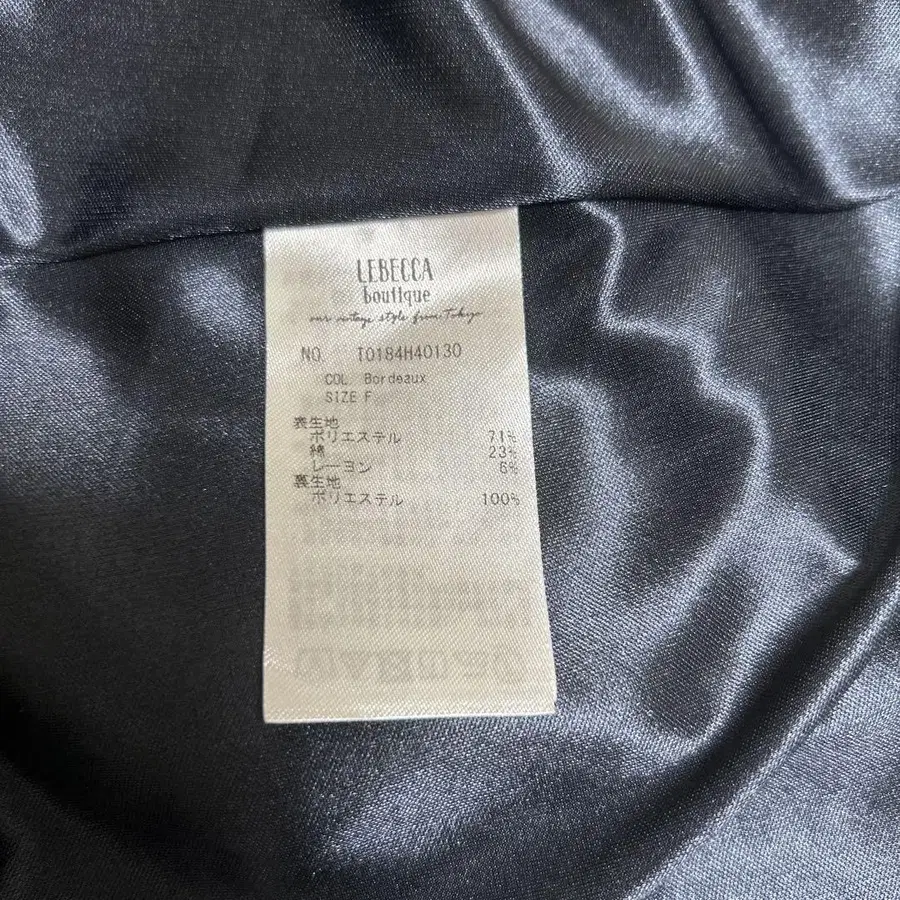 LEBECCA
boutique
our vintage style from Tokyo
NO. T0184H40130
COL. Bordeaux
SIZE F
表生地
ポリエステル 71%
綿 23%
レーヨン 6%
裏生地
ポリエステル 100%